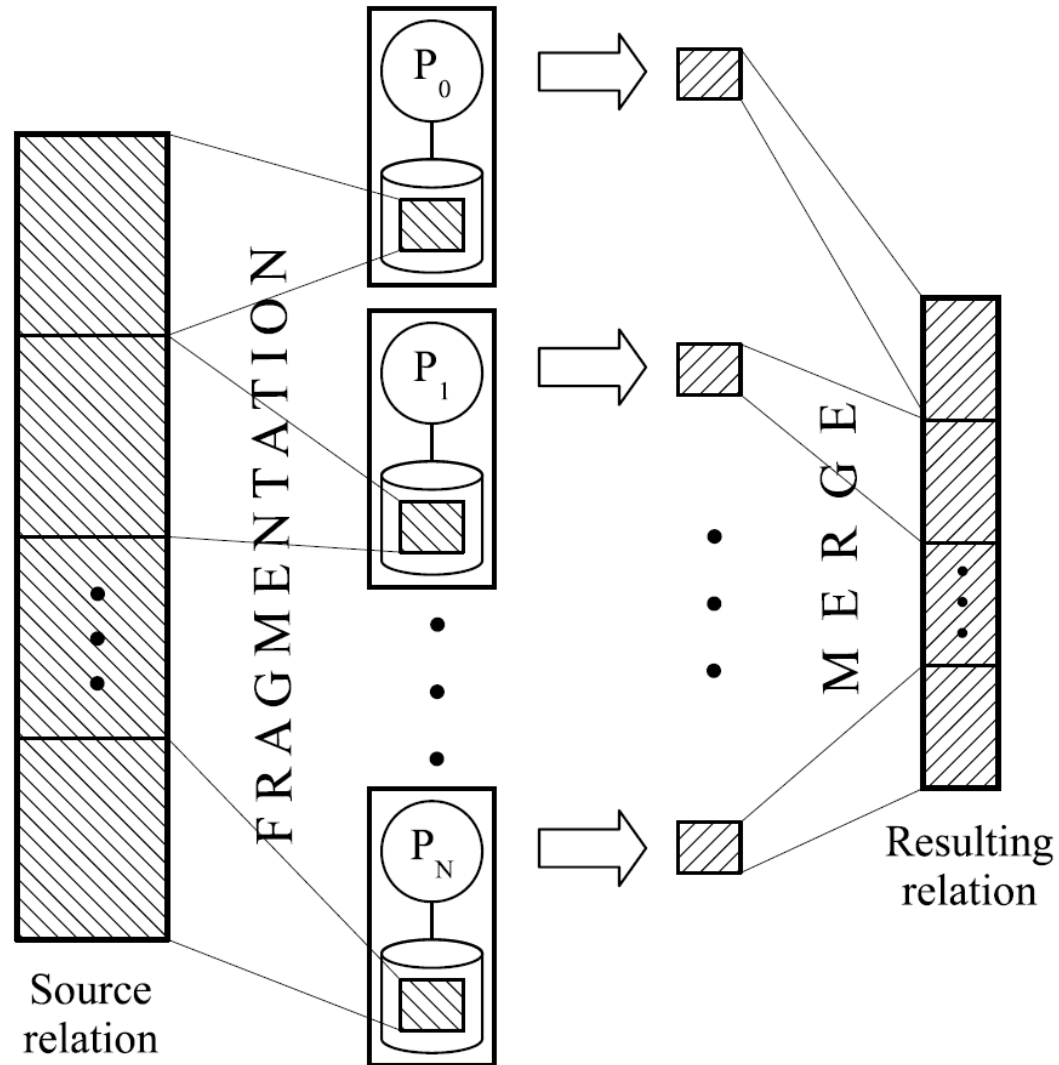 Source
relation
FRAGMENTATION
P0
P1
PN
MERGE
Resulting
relation